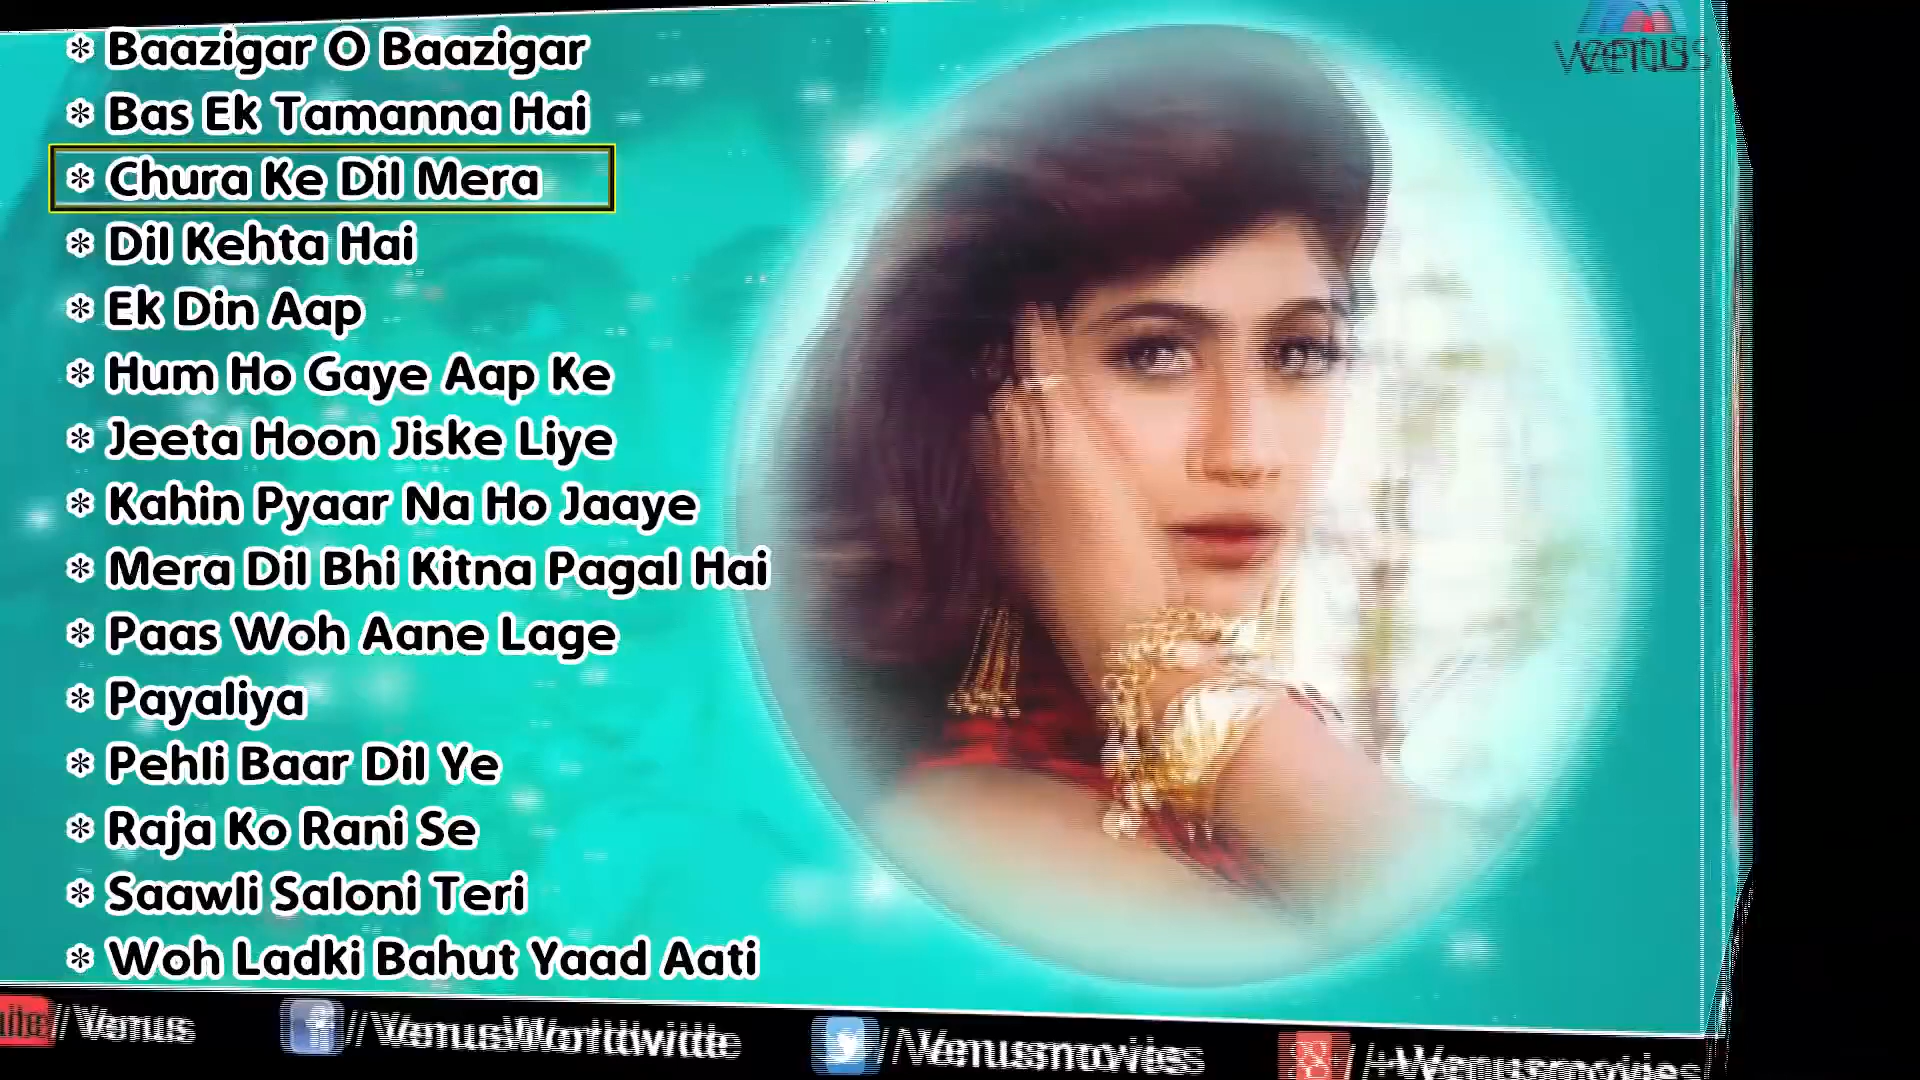 VENUS
* Baazigar O Baazigar
* Bas Ek Tamanna Hai
* Chura Ke Dil Mera
* Dil Kehta Hai
* Ek Din Aap
* Hum Ho Gaye Aap Ke
* Jeeta Hoon Jiske Liye
* Kahin Pyaar Na Ho Jaaye
* Mera Dil Bhi Kitna Pagal Hai
* Paas Woh Aane Lage
* Payaliya
* Pehli Baar Dil Ye
* Raja Ko Rani Se
* Saawli Saloni Teri
* Woh Ladki Bahut Yaad Aati
//Venus f//VenusWorldwide //Venusmovies //+Venusmovies